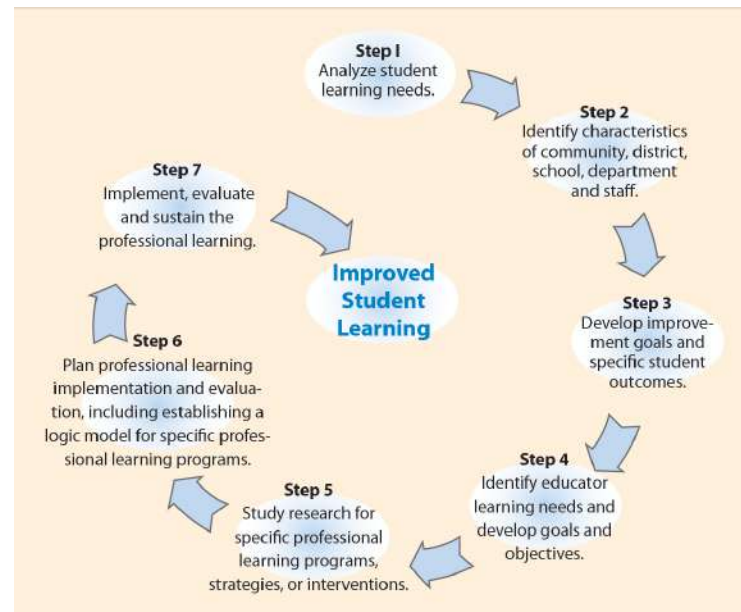 Step I
Analyze student
learning needs.
Step 2
Identify characteristics
of community, district,
school, department
and staff.
Step 3
Develop improve-
ment goals and
specific student
outcomes.
Step 4
Identify educator
learning needs and
develop goals and
objectives.
Step 5
Study research for
specific professional
learning programs,
strategies, or interventions.
Step 6
Plan professional learning
implementation and evalua-
tion, including establishing a
logic model for specific profes-
sional learning programs.
Step 7
Implement, evaluate
and sustain the
professional learning.
Improved
Student
Learning